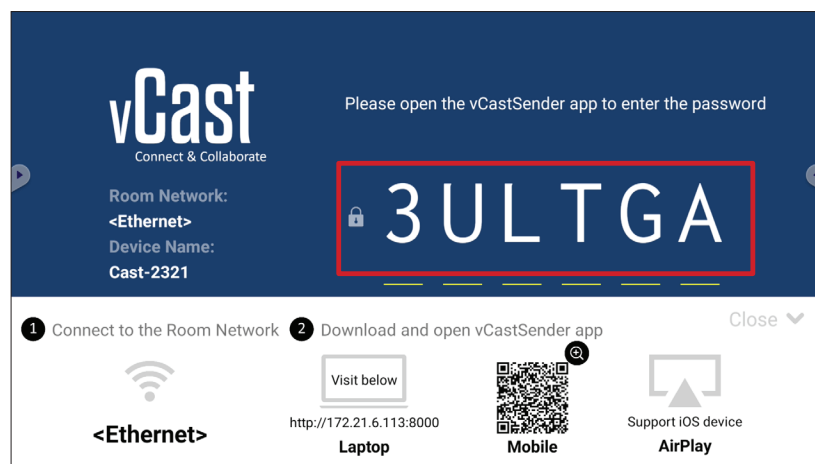 vCast
Connect & Collaborate
Please open the vCastSender app to enter the password
Room Network:
<Ethernet>
Device Name:
Cast-2321
3ULTGA
1 Connect to the Room Network
2 Download and open vCastSender app
Close
<Ethernet>
Visit below
http://172.21.6.113:8000
Laptop
Mobile
Support iOS device
AirPlay